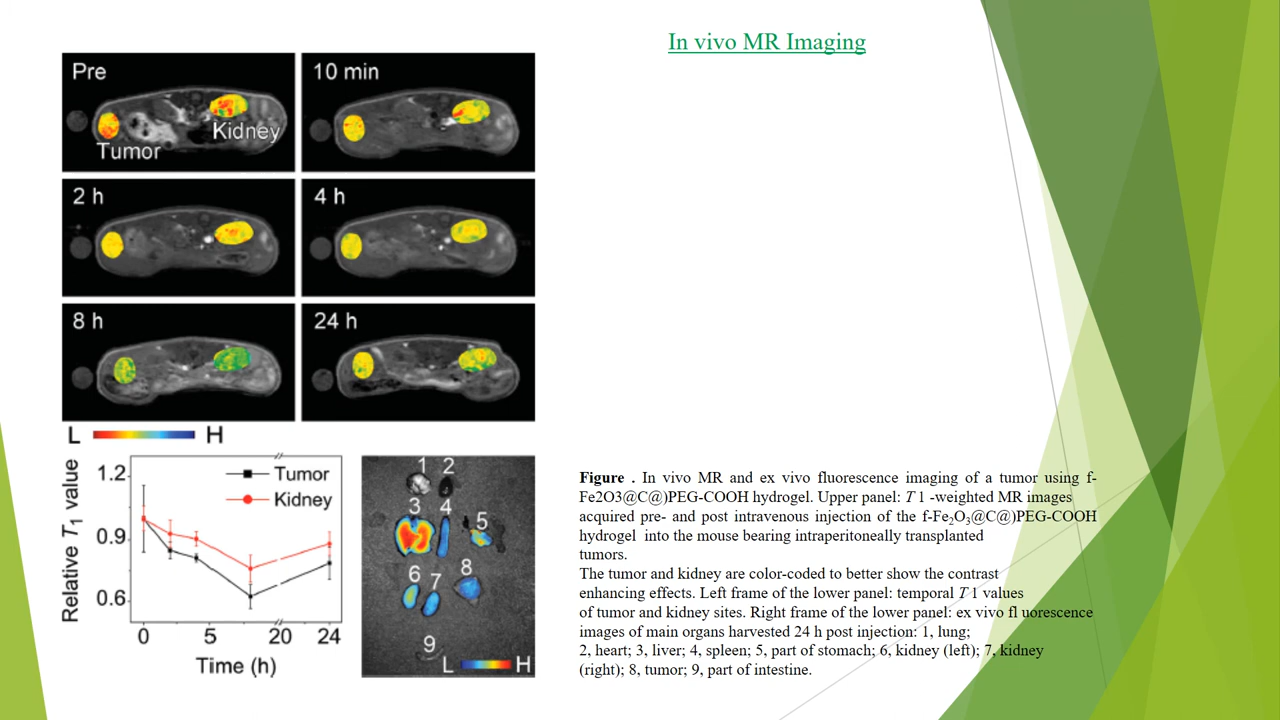 In vivo MR Imaging
Pre
Tumor
Kidney
10 min
2 h
4 h
8 h
24 h
L
H
Relative T₁ value
1.2
0.9
0.6
Tumor
Kidney
0
5
20
24
Time (h)
1
2
3
4
5
6
7
8
9
L
H
Figure . In vivo MR and ex vivo fluorescence imaging of a tumor using f-
Fe2O3@C@)PEG-COOH hydrogel. Upper panel: T 1 -weighted MR images
acquired pre- and post intravenous injection of the f-Fe₂O₃@C@)PEG-COOH
hydrogel into the mouse bearing intraperitoneally transplanted
tumors.
The tumor and kidney are color-coded to better show the contrast
enhancing effects. Left frame of the lower panel: temporal T 1 values
of tumor and kidney sites. Right frame of the lower panel: ex vivo fl uorescence
images of main organs harvested 24 h post injection: 1, lung;
2, heart; 3, liver; 4, spleen; 5, part of stomach; 6, kidney (left); 7, kidney
(right); 8, tumor; 9, part of intestine.